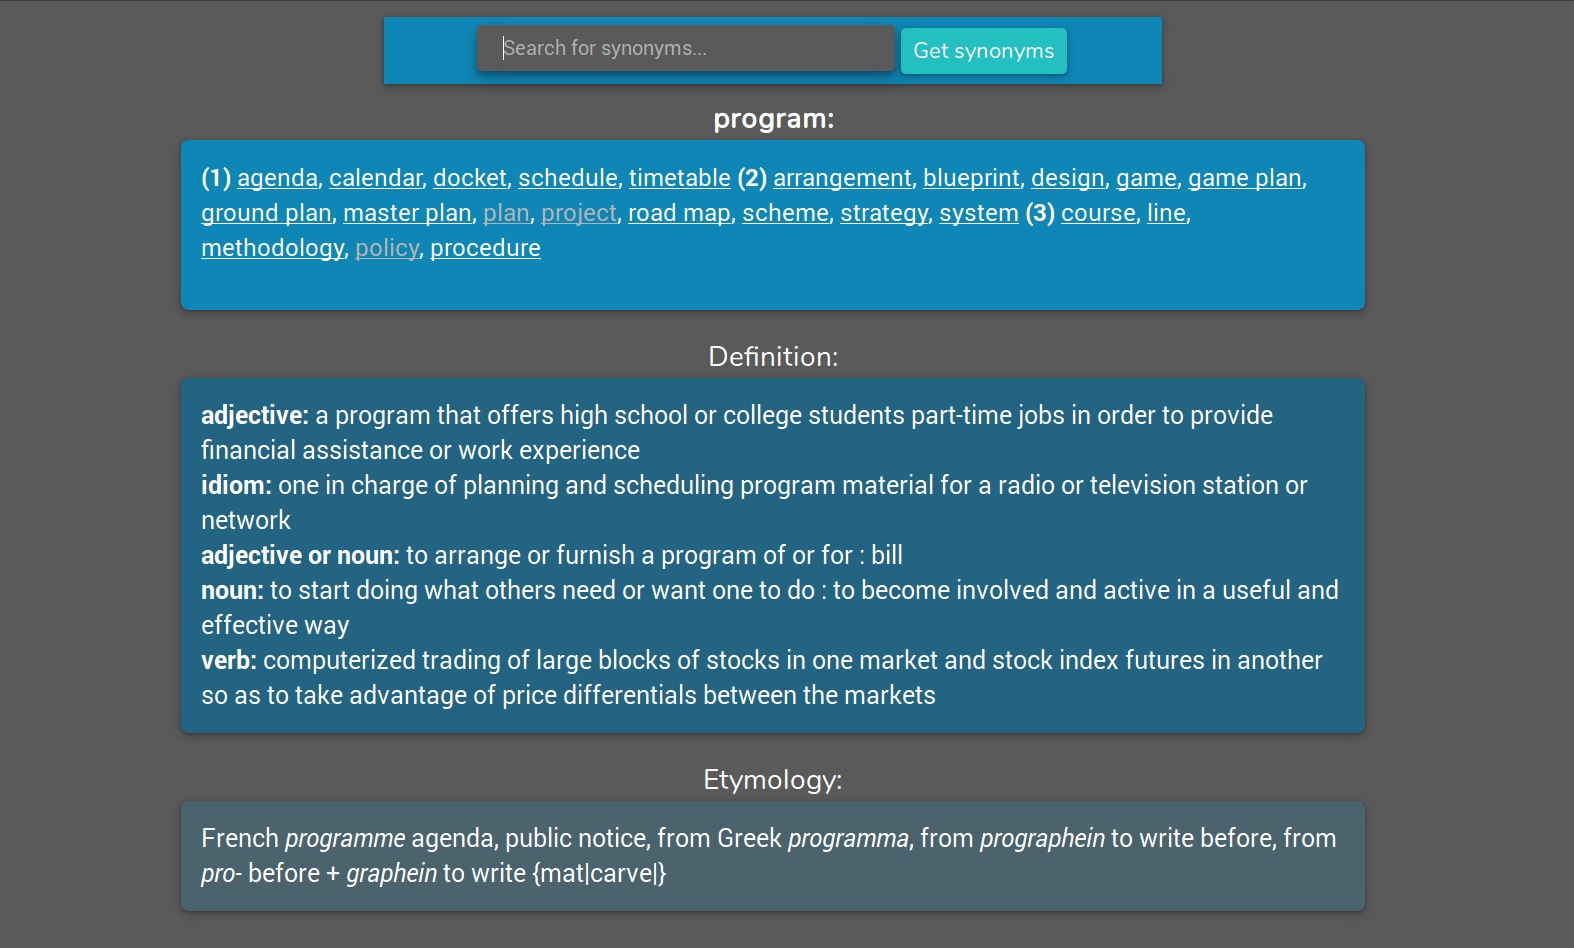 Search for synonyms...
Get synonyms
program:
(1) agenda, calendar, docket, schedule, timetable (2) arrangement, blueprint, design, game, game plan,
ground plan, master plan, plan, project, road map, scheme, strategy, system (3) course, line,
methodology, policy, procedure
Definition:
adjective: a program that offers high school or college students part-time jobs in order to provide
financial assistance or work experience
idiom: one in charge of planning and scheduling program material for a radio or television station or
network
adjective or noun: to arrange or furnish a program of or for : bill
noun: to start doing what others need or want one to do : to become involved and active in a useful and
effective way
verb: computerized trading of large blocks of stocks in one market and stock index futures in another
so as to take advantage of price differentials between the markets
Etymology:
French programme agenda, public notice, from Greek programma, from prographein to write before, from
pro- before + graphein to write {mat|carve|}